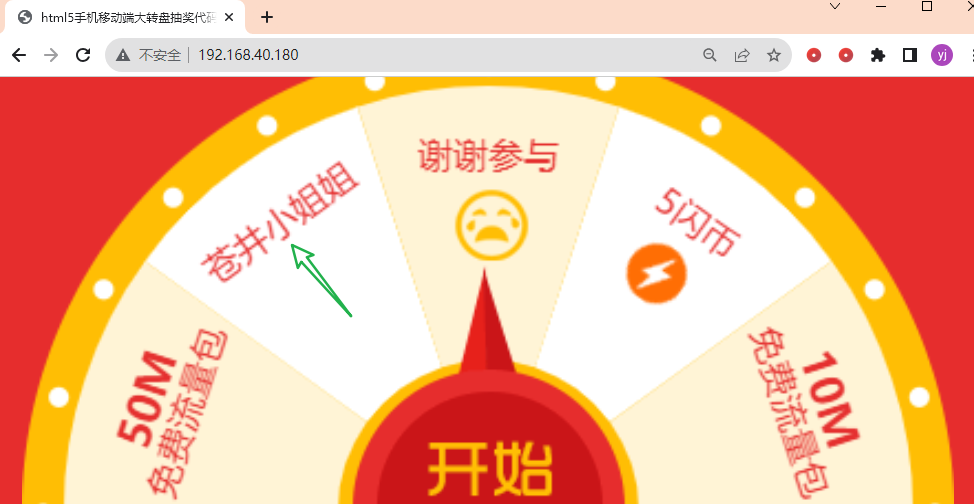 html5手机移动端大转盘抽奖代码
不安全
192.168.40.180
yj
谢谢参与
苍井小姐姐
5闪币
50M
免费流量包
10M
免费流量包
开始